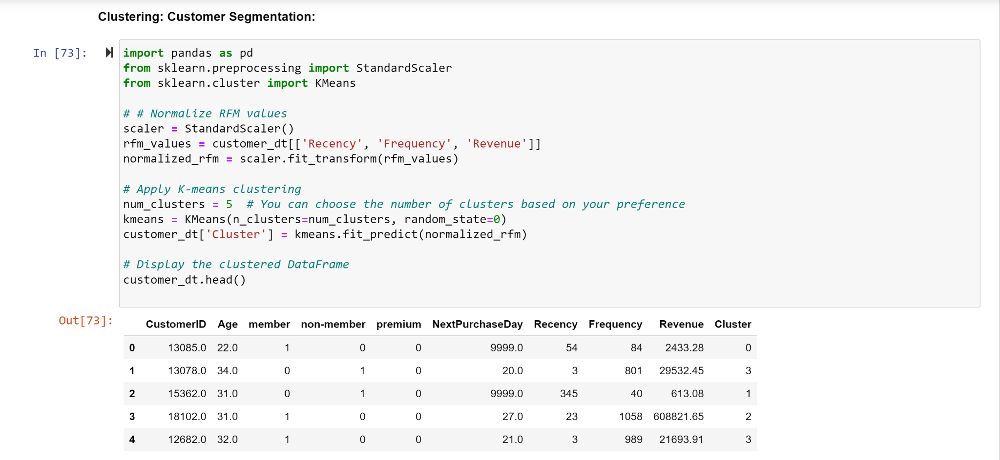 Clustering: Customer Segmentation:
In [73]:
import pandas as pd
from sklearn.preprocessing import StandardScaler
from sklearn.cluster import KMeans
# # Normalize RFM values
scaler = StandardScaler()
rfm_values = customer_dt[['Recency', 'Frequency', 'Revenue']]
normalized_rfm = scaler.fit_transform(rfm_values)
# Apply K-means clustering
num_clusters = 5  # You can choose the number of clusters based on your preference
kmeans = KMeans(n_clusters=num_clusters, random_state=0)
customer_dt['Cluster'] = kmeans.fit_predict(normalized_rfm)
# Display the clustered DataFrame
customer_dt.head()
Out[73]:
CustomerID Age member non-member premium NextPurchaseDay Recency Frequency Revenue Cluster
0 13085.0 22.0 1 0 0 9999.0 54 84 2433.28 0
1 13078.0 34.0 0 1 0 20.0 3 801 29532.45 3
2 15362.0 31.0 0 1 0 9999.0 345 40 613.08 1
3 18102.0 31.0 1 0 0 27.0 23 1058 608821.65 2
4 12682.0 32.0 1 0 0 21.0 3 989 21693.91 3